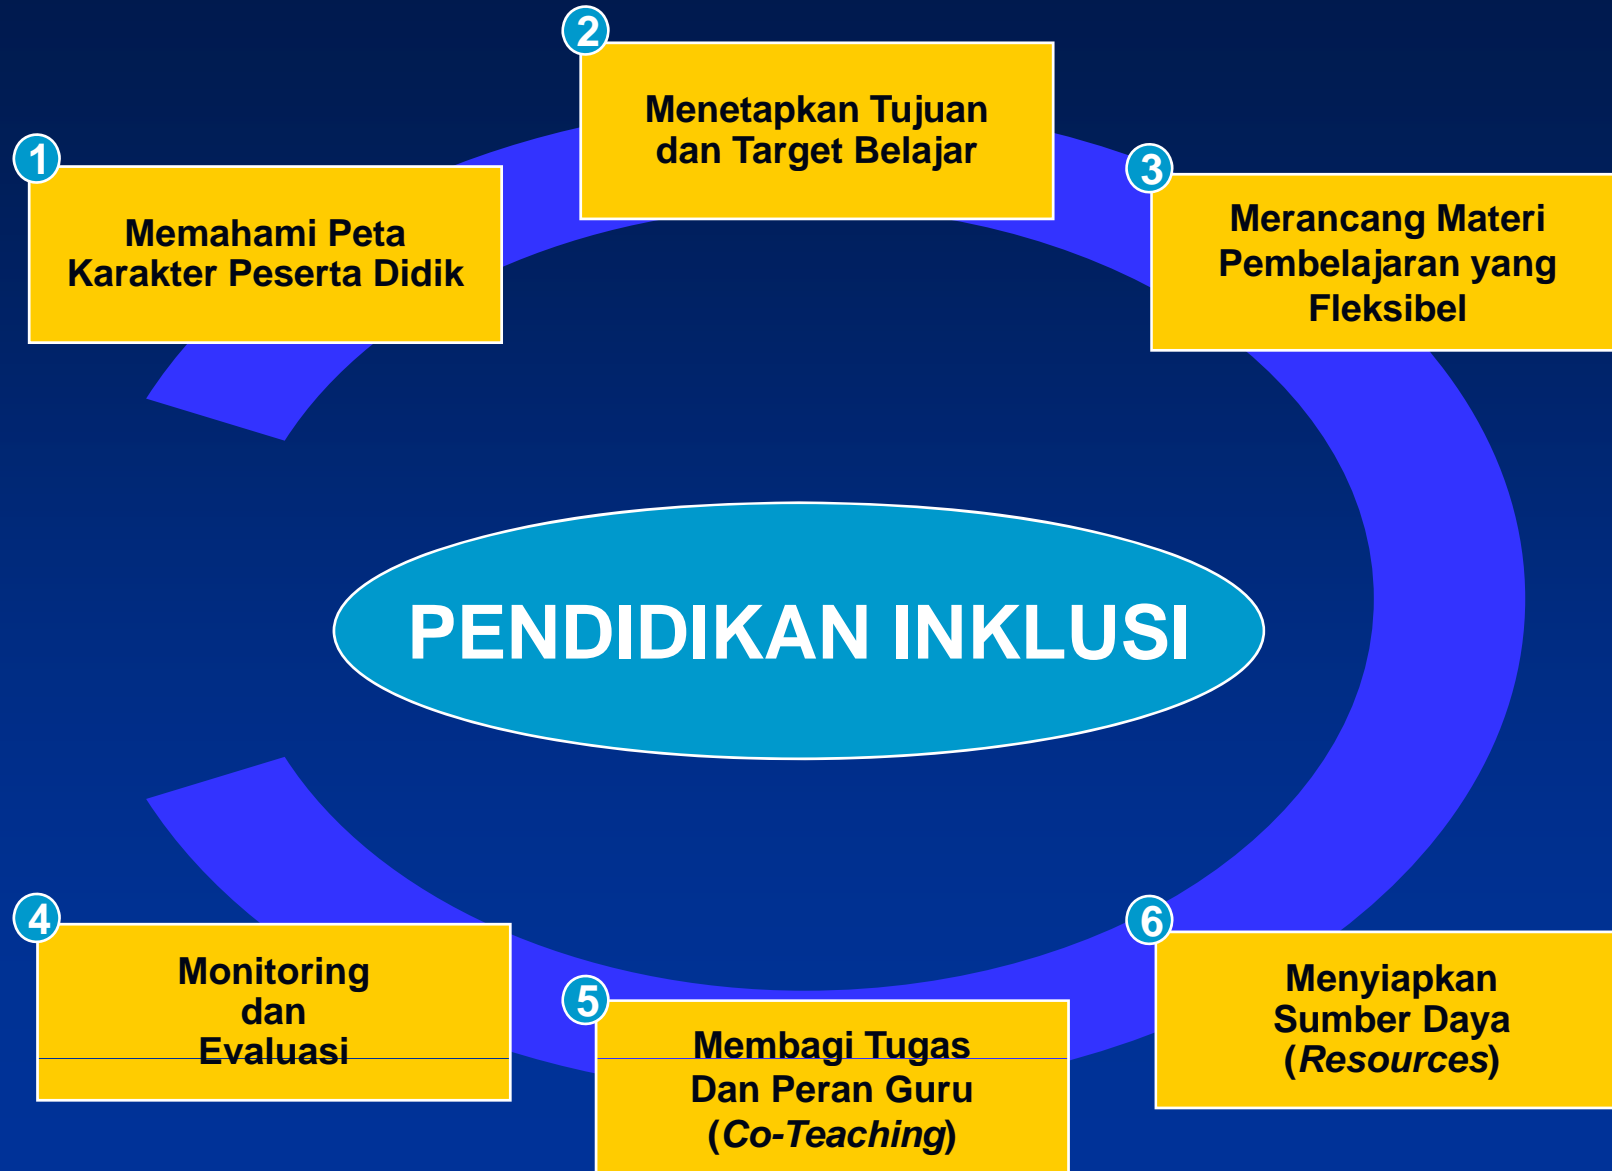 1
Memahami Peta
Karakter Peserta Didik
2
Menetapkan Tujuan
dan Target Belajar
3
Merancang Materi
Pembelajaran yang
Fleksibel
PENDIDIKAN INKLUSI
4
Monitoring
dan
Evaluasi
5
Membagi Tugas
Dan Peran Guru
(Co-Teaching)
6
Menyiapkan
Sumber Daya
(Resources)